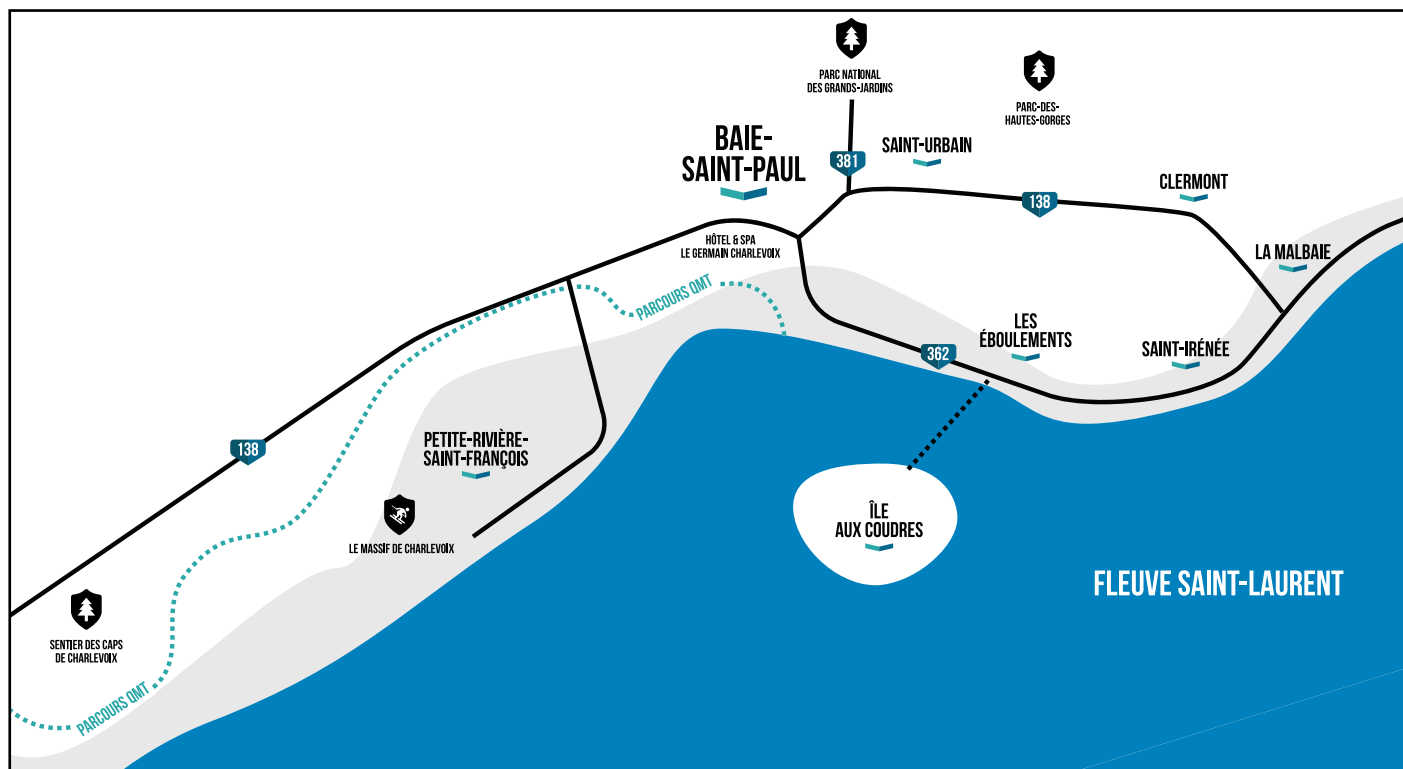 PARC NATIONAL
DES GRANDS-JARDINS
PARC-DES-
HAUTES-GORGES
BAIE-
SAINT-PAUL
381
SAINT-URBAIN
CLERMONT
138
HÔTEL & SPA
LE GERMAIN CHARLEVOIX
LA MALBAIE
PARCOURS QMT
LES
ÉBOULEMENTS
362
SAINT-IRÉNÉE
138
PETITE-RIVIÈRE-
SAINT-FRANÇOIS
LE MASSIF DE CHARLEVOIX
ÎLE
AUX COUDRES
FLEUVE SAINT-LAURENT
SENTIER DES CAPS
DE CHARLEVOIX
PARCOURS QMT